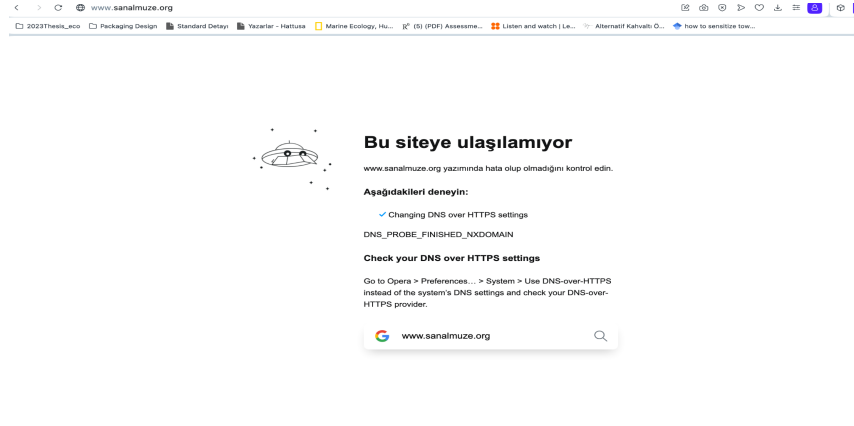 www.sanalmuze.org
2023Thesis_eco Packaging Design Standard Detayı Yazarlar - Hattusa Marine Ecology, Hu... (5) (PDF) Assessme... Listen and watch | Le... Alternatif Kahvaltı Ö... how to sensitize tow...
Bu siteye ulaşılamıyor
www.sanalmuze.org yazımında hata olup olmadığını kontrol edin.
Aşağıdakileri deneyin:
Changing DNS over HTTPS settings
DNS_PROBE_FINISHED_NXDOMAIN
Check your DNS over HTTPS settings
Go to Opera > Preferences... > System > Use DNS-over-HTTPS
instead of the system's DNS settings and check your DNS-over-
HTTPS provider.
www.sanalmuze.org